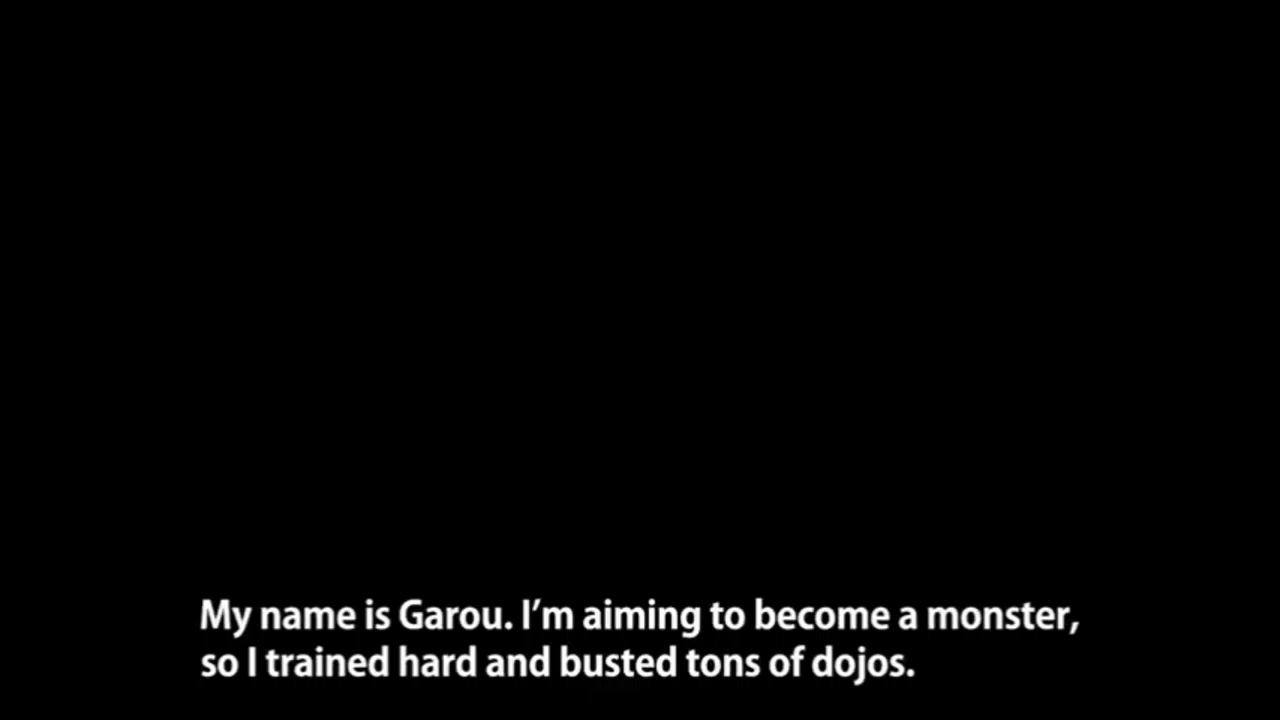 My name is Garou. I’m aiming to become a monster,
so I trained hard and busted tons of dojos.